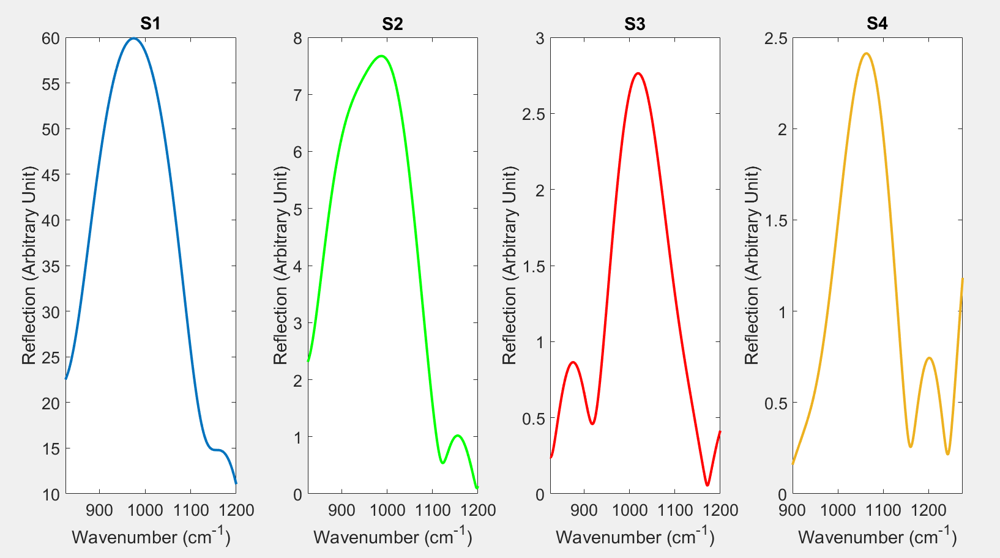 S1
60
55
50
45
40
35
30
25
20
15
10
900 1000 1100 1200
Reflection (Arbitrary Unit)
Wavenumber (cm-1)
S2
8
7
6
5
4
3
2
1
0
900 1000 1100 1200
Reflection (Arbitrary Unit)
Wavenumber (cm-1)
S3
3
2.5
2
1.5
1
0.5
0
900 1000 1100 1200
Reflection (Arbitrary Unit)
Wavenumber (cm-1)
S4
2.5
2
1.5
1
0.5
0
900 1000 1100 1200
Reflection (Arbitrary Unit)
Wavenumber (cm-1)